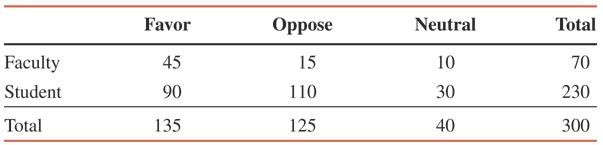 Favor Oppose Neutral Total
Faculty 45 15 10 70
Student 90 110 30 230
Total 135 125 40 300